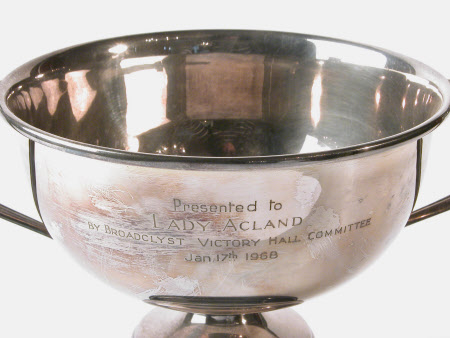 Presented to
LADY ACLAND
BY BROADCLYST VICTORY HALL COMMITTEE
Jan. 17th 1968